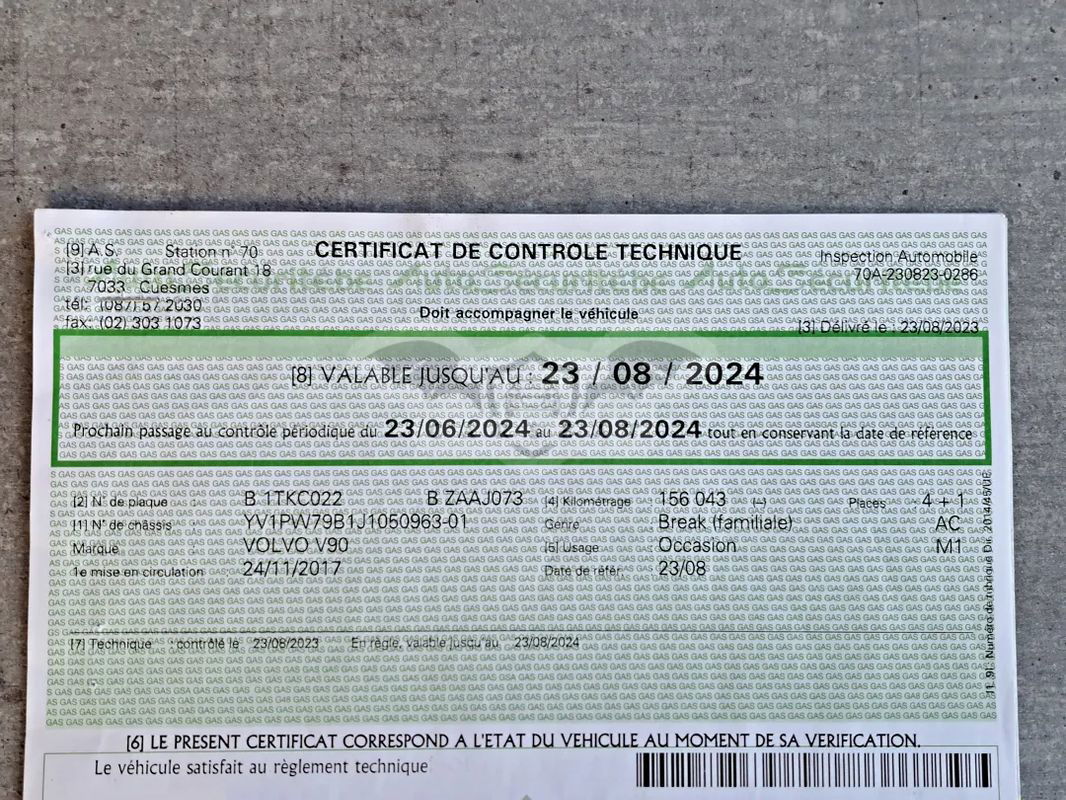 [9] A.S. Station n° 70
CERTIFICAT DE CONTROLE TECHNIQUE
Inspection Automobile
[3] rue du Grand Courant 18
70A-230823-0286
7033 Cuesmes
tél: (087) 57 2030
Doit accompagner le véhicule
fax: (02) 303 1073
[3] Délivré le : 23/08/2023
[8] VALABLE JUSQU'AU : 23 / 08 / 2024
Prochain passage au contrôle périodique du 23/06/2024 au 23/08/2024 tout en conservant la date de référence
[2] N° de plaque : B 1TKC022 B ZAAJ073 [4] Kilométrage 156 043 Places 4 + 1
[1] N° de châssis : YV1PW79B1J1050963-01 Genre Break (familiale) AC
Marque : VOLVO V90 [5] Usage Occasion M1
1e mise en circulation : 24/11/2017 Date de référ. 23/08
[7] Technique : contrôlé le 23/08/2023 En règle, valable jusqu'au 23/08/2024
[6] LE PRESENT CERTIFICAT CORRESPOND A L'ETAT DU VEHICULE AU MOMENT DE SA VERIFICATION.
Le véhicule satisfait au règlement technique